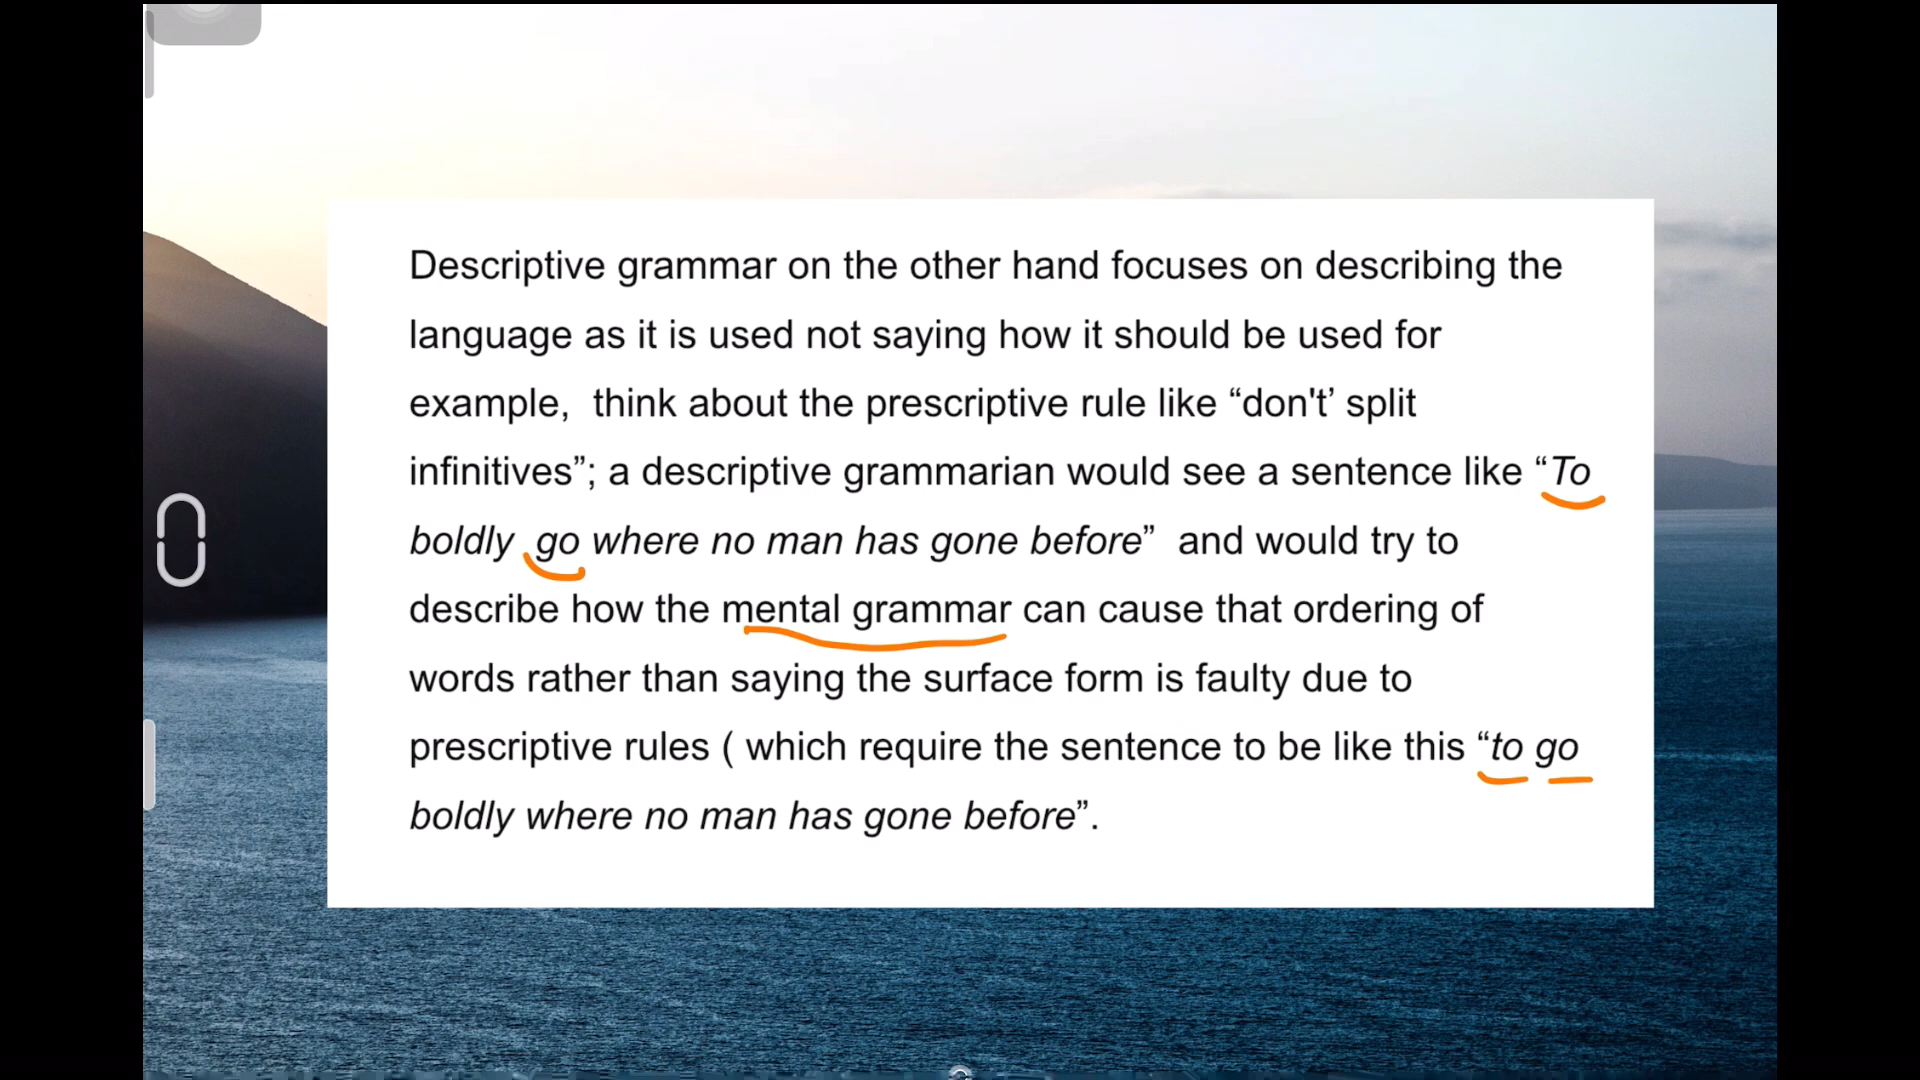 Descriptive grammar on the other hand focuses on describing the
language as it is used not saying how it should be used for
example,  think about the prescriptive rule like “don't’ split
infinitives”; a descriptive grammarian would see a sentence like “To
boldly  go where no man has gone before”  and would try to
describe how the mental grammar can cause that ordering of
words rather than saying the surface form is faulty due to
prescriptive rules ( which require the sentence to be like this “to go
boldly where no man has gone before”.